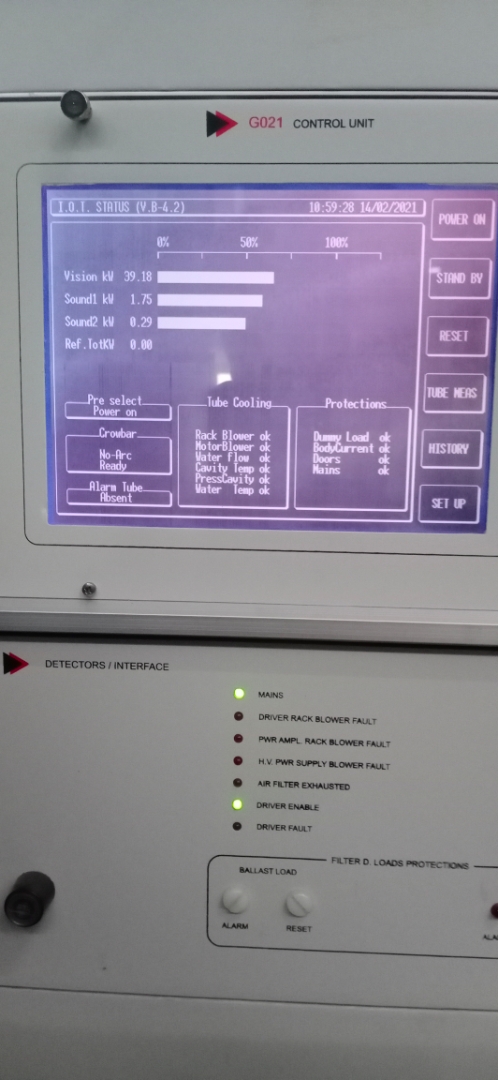 G021 CONTROL UNIT
I.O.T. STATUS (V.B-4.2) 10:59:28 14/02/2021
POWER ON
0% 50% 100%
Vision kW 39.18
STAND BY
Sound1 kW 1.75
Sound2 kW 0.29
RESET
Ref.TotKW 0.00
TUBE MEAS
Pre select
Power on
Crowbar
No-Arc
Ready
Alarm Tube
Absent
Tube Cooling
Rack Blower ok
MotorBlower ok
Water flow ok
Cavity Temp ok
PressCavity ok
Water Temp ok
Protections
Dummy Load ok
BodyCurrent ok
Doors ok
Mains ok
HISTORY
SET UP
DETECTORS / INTERFACE
MAINS
DRIVER RACK BLOWER FAULT
PWR AMPL. RACK BLOWER FAULT
H.V. PWR SUPPLY BLOWER FAULT
AIR FILTER EXHAUSTED
DRIVER ENABLE
DRIVER FAULT
FILTER D. LOADS PROTECTIONS
BALLAST LOAD
ALARM RESET